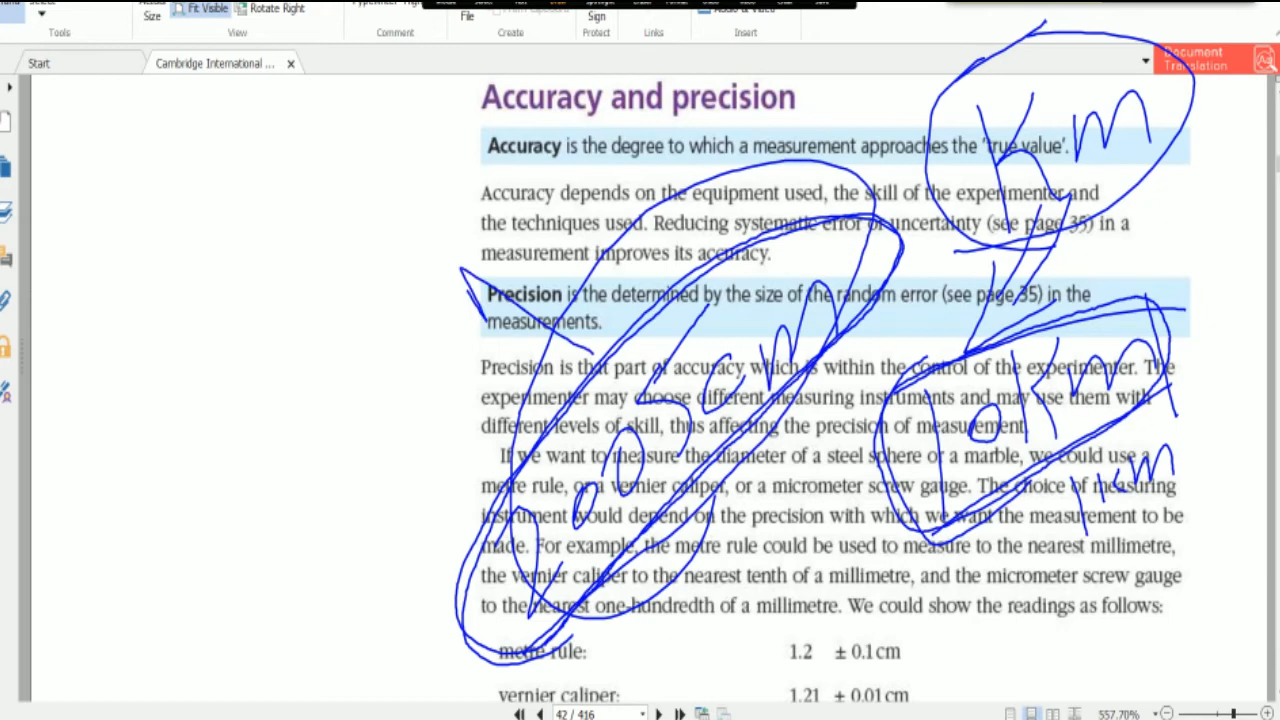 Size
Fit Visible
Rotate Right
File
Sign
Audio & Video
Tools
View
Comment
Create
Protect
Links
Insert
Start
Cambridge International ...
Document
Translation
Accuracy and precision
Accuracy is the degree to which a measurement approaches the 'true value'.
Km
Accuracy depends on the equipment used, the skill of the experimenter and
the techniques used. Reducing systematic error or uncertainty (see page 35) in a
measurement improves its accuracy.
Precision is the determined by the size of the random error (see page 35) in the
measurements.
Precision is that part of accuracy which is within the control of the experimenter. The
experimenter may choose different measuring instruments and may use them with
different levels of skill, thus affecting the precision of measurement.
10Km
1km
If we want to measure the diameter of a steel sphere or a marble, we could use a
metre rule, or a vernier caliper, or a micrometer screw gauge. The choice of measuring
instrument would depend on the precision with which we want the measurement to be
made. For example, the metre rule could be used to measure to the nearest millimetre,
the vernier caliper to the nearest tenth of a millimetre, and the micrometer screw gauge
to the nearest one-hundredth of a millimetre. We could show the readings as follows:
metre rule: 1.2 ± 0.1 cm
vernier caliper: 1.21 ± 0.01 cm
42 / 416
557.70%